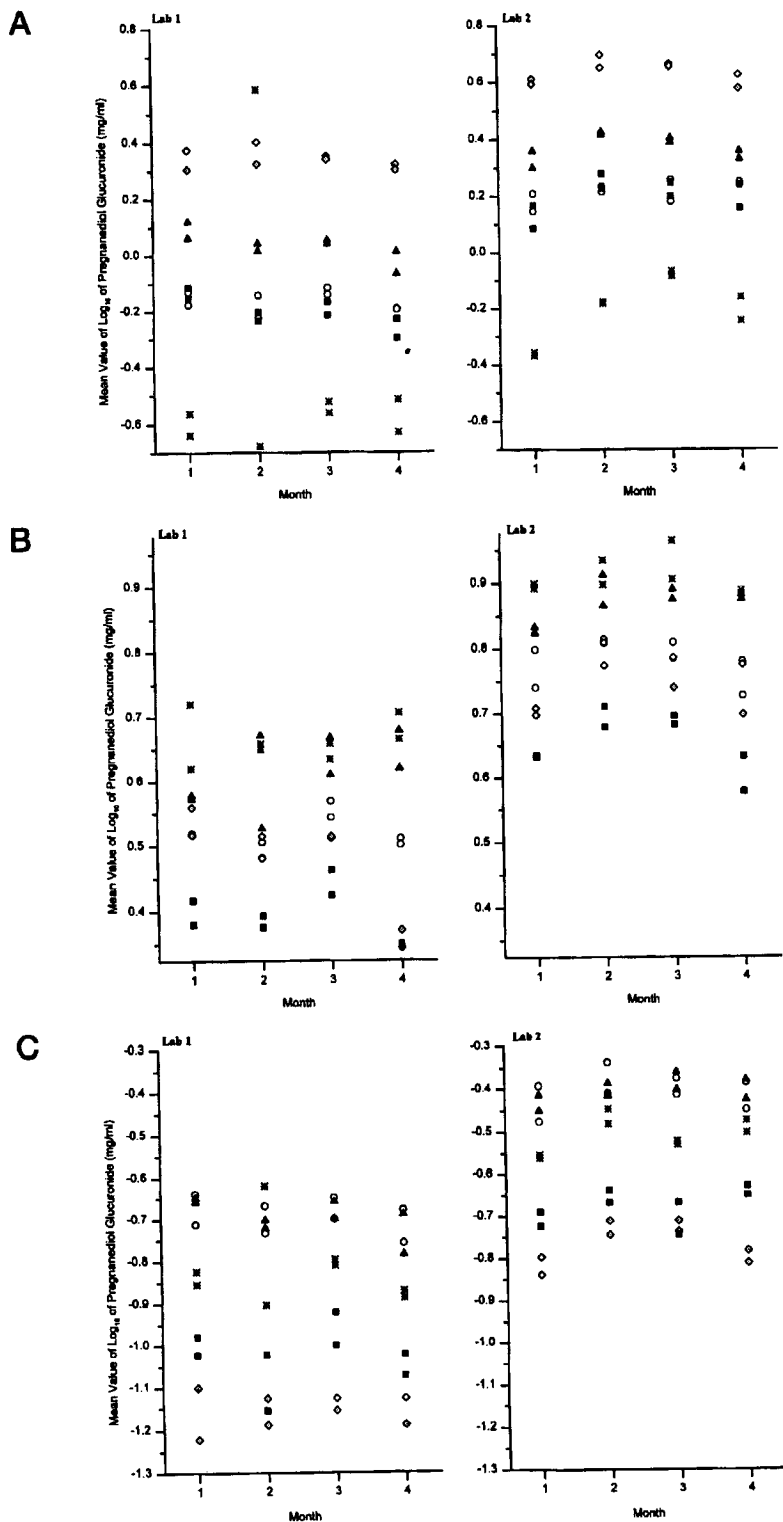 A
Lab 1
Lab 2
Mean Value of Log₁₀ of Pregnanediol Glucuronide (mg/ml)
0.8
0.6
0.4
0.2
0.0
-0.2
-0.4
-0.6
1 2 3 4
Month
0.8
0.6
0.4
0.2
0.0
-0.2
-0.4
-0.6
1 2 3 4
Month
B
Lab 1
Lab 2
Mean Value of Log₁₀ of Pregnanediol Glucuronide (mg/ml)
0.9
0.8
0.7
0.6
0.5
0.4
1 2 3 4
Month
0.9
0.8
0.7
0.6
0.5
0.4
1 2 3 4
Month
C
Lab 1
Lab 2
Mean Value of Log₁₀ of Pregnanediol Glucuronide (mg/ml)
-0.3
-0.4
-0.5
-0.6
-0.7
-0.8
-0.9
-1.0
-1.1
-1.2
-1.3
1 2 3 4
Month
-0.3
-0.4
-0.5
-0.6
-0.7
-0.8
-0.9
-1.0
-1.1
-1.2
-1.3
1 2 3 4
Month